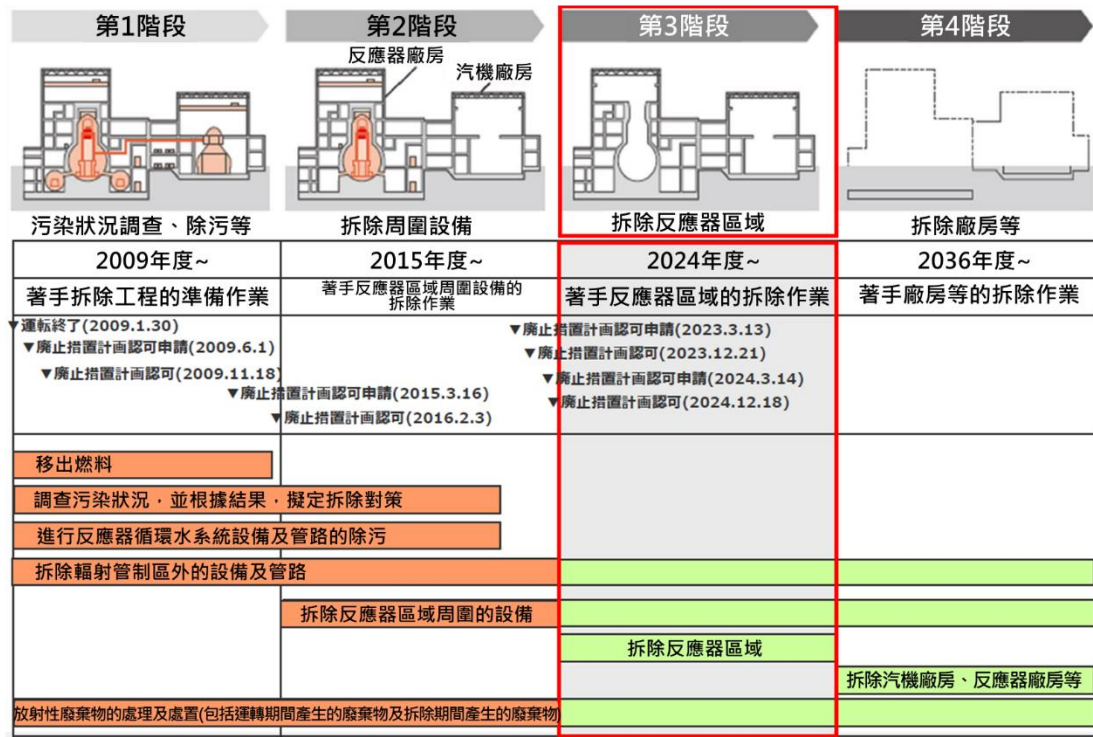 第1階段
第2階段
第3階段
第4階段
反應器廠房
汽機廠房
污染狀況調查、除污等
拆除周圍設備
拆除反應器區域
拆除廠房等
2009年度~
2015年度~
2024年度~
2036年度~
著手拆除工程的準備作業
著手反應器區域周圍設備的
拆除作業
著手反應器區域的拆除作業
著手廠房等的拆除作業
▼運転終了(2009.1.30)
▼廃止措置計画認可申請(2009.6.1)
▼廃止措置計画認可(2009.11.18)
▼廃止措置計画認可申請(2015.3.16)
▼廃止措置計画認可(2016.2.3)
▼廃止措置計画認可申請(2023.3.13)
▼廃止措置計画認可(2023.12.21)
▼廃止措置計画認可申請(2024.3.14)
▼廃止措置計画認可(2024.12.18)
移出燃料
調查污染狀況，並根據結果，擬定拆除對策
進行反應器循環水系統設備及管路的除污
拆除輻射管制區外的設備及管路
拆除反應器區域周圍的設備
拆除反應器區域
拆除汽機廠房、反應器廠房等
放射性廢棄物的處理及處置(包括運轉期間產生的廢棄物及拆除期間產生的廢棄物)